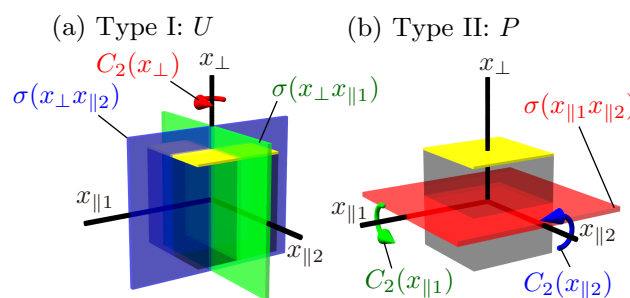 (a) Type I: U
(b) Type II: P
C₂(x⊥)
x⊥
σ(x⊥x∥2)
σ(x⊥x∥1)
σ(x∥1x∥2)
x∥1
x∥2
x∥1
x∥2
C₂(x∥1)
C₂(x∥2)